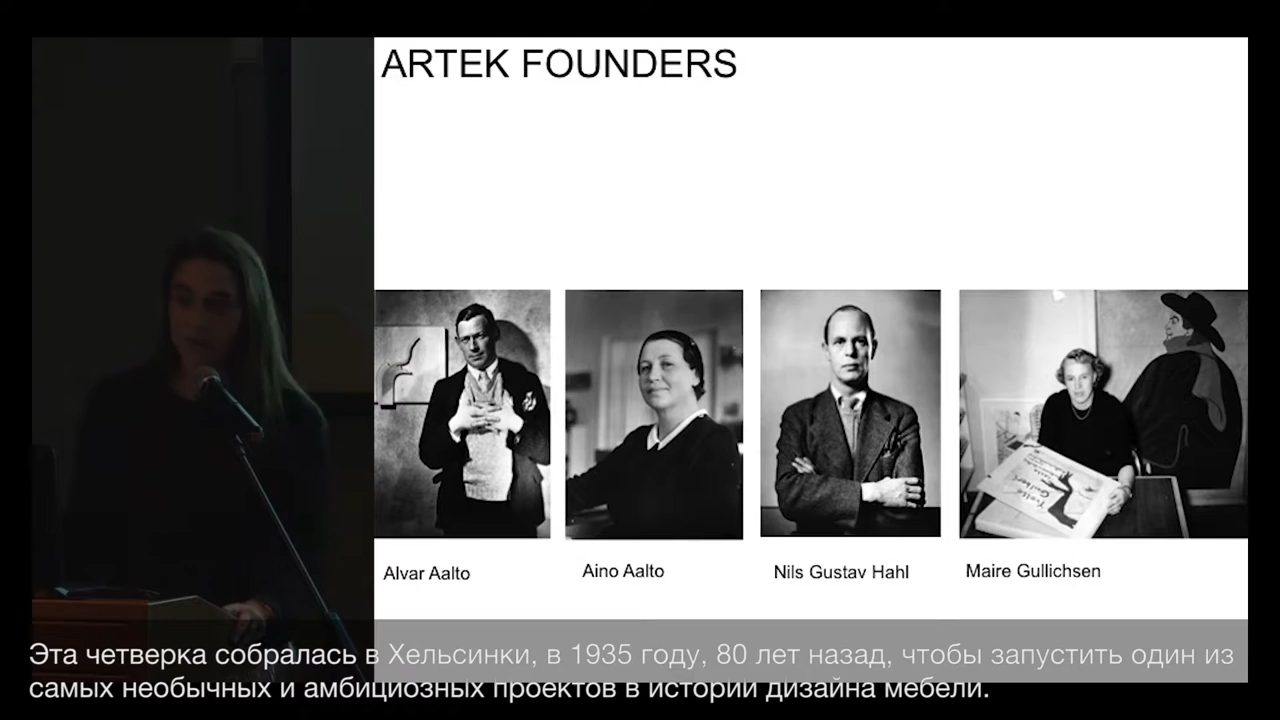 ARTEK FOUNDERS
Alvar Aalto
Aino Aalto
Nils Gustav Hahl
Maire Gullichsen
Эта четверка собралась в Хельсинки, в 1935 году, 80 лет назад, чтобы запустить один из
самых необычных и амбициозных проектов в истории дизайна мебели.